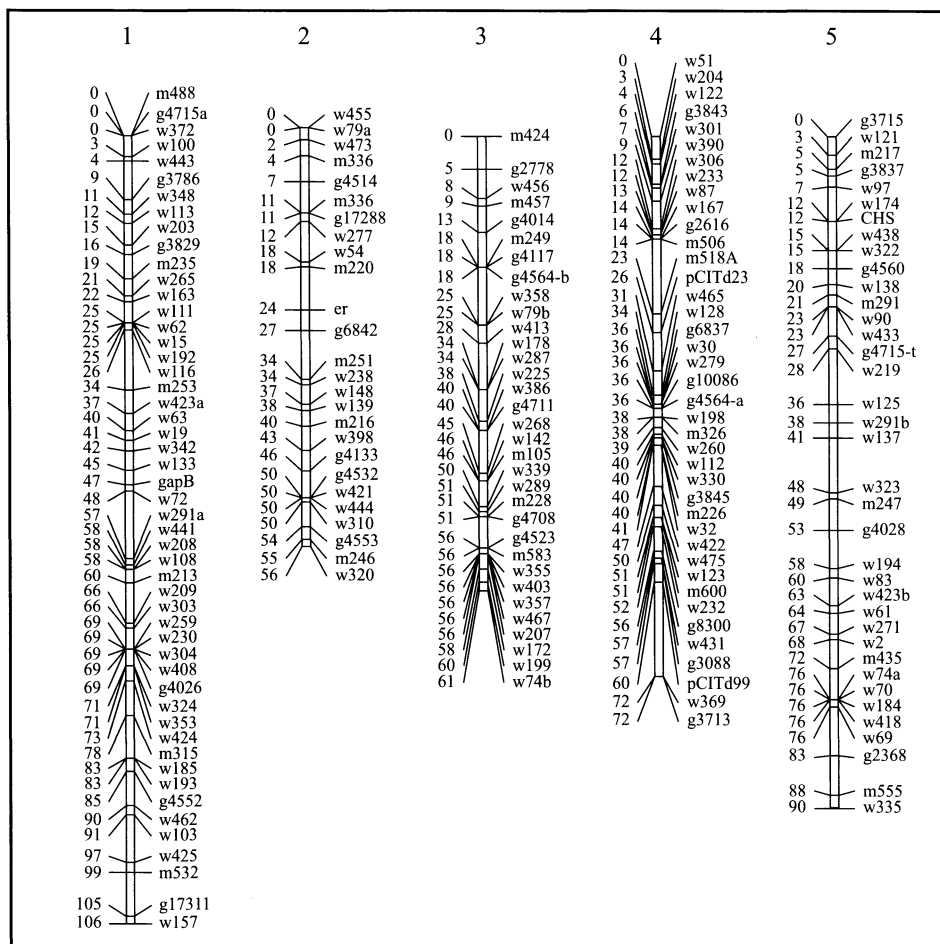 1
0 m488
0 g4715a
0 w372
3 w100
4 w443
9 g3786
11 w348
12 w113
15 w203
16 g3829
19 m235
21 w265
22 w163
25 w111
25 w62
25 w15
25 w192
26 w116
34 m253
37 w423a
40 w63
41 w19
42 w342
45 w133
47 gapB
48 w72
57 w291a
58 w441
58 w208
58 w108
60 m213
66 w209
66 w303
69 w259
69 w230
69 w304
69 w408
69 g4026
71 w324
71 w353
73 w424
78 m315
83 w185
83 w193
85 g4552
90 w462
91 w103
97 w425
99 m532
105 g17311
106 w157
2
0 w455
0 w79a
2 w473
4 m336
7 g4514
11 m336
11 g17288
12 w277
18 w54
18 m220
24 er
27 g6842
34 m251
34 w238
37 w148
38 w139
40 m216
43 w398
46 g4133
50 g4532
50 w421
50 w444
50 w310
54 g4553
55 m246
56 w320
3
0 m424
5 g2778
8 w456
9 m457
13 g4014
18 m249
18 g4117
18 g4564-b
25 w358
25 w79b
28 w413
34 w178
34 w287
38 w225
40 w386
40 g4711
45 w268
46 w142
46 m105
50 w339
51 w289
51 m228
51 g4708
56 g4523
56 m583
56 w355
56 w403
56 w357
56 w467
56 w207
58 w172
60 w199
61 w74b
4
0 w51
3 w204
4 w122
6 g3843
7 w301
9 w390
12 w306
12 w233
13 w87
14 w167
14 g2616
14 m506
23 m518A
26 pCITd23
31 w465
34 w128
36 g6837
36 w30
36 w279
36 g10086
36 g4564-a
38 w198
38 m326
39 w260
40 w112
40 w330
40 g3845
40 m226
41 w32
47 w422
50 w475
51 w123
51 m600
52 w232
56 g8300
57 w431
57 g3088
60 pCITd99
72 w369
72 g3713
5
0 g3715
3 w121
5 m217
5 g3837
7 w97
12 w174
12 CHS
15 w438
15 w322
18 g4560
20 w138
21 m291
23 w90
23 w433
27 g4715-t
28 w219
36 w125
38 w291b
41 w137
48 w323
49 m247
53 g4028
58 w194
60 w83
63 w423b
64 w61
67 w271
68 w2
72 m435
76 w74a
76 w70
76 w184
76 w418
76 w69
83 g2368
88 m555
90 w335